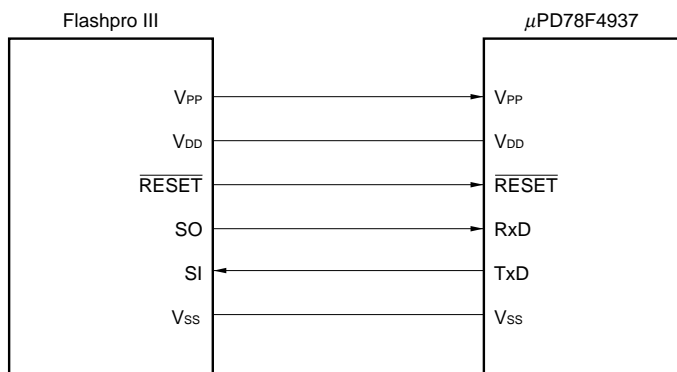 Flashpro III μPD78F4937
VPP VPP
VDD VDD
RESET RESET
SO RxD
SI TxD
VSS VSS